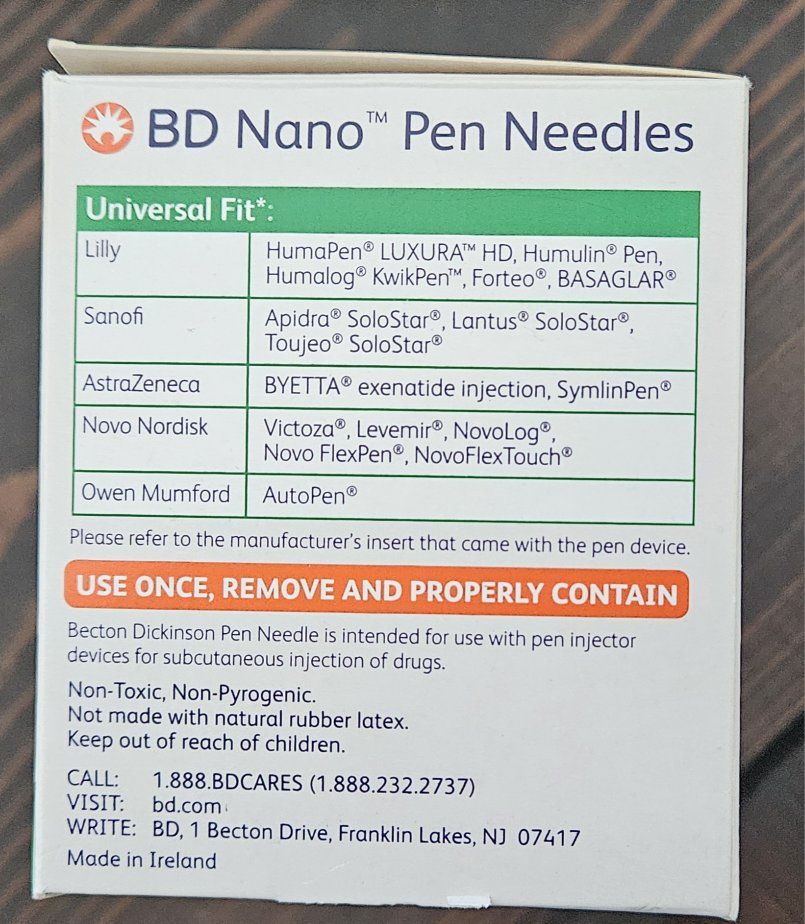 BD Nano™ Pen Needles
Universal Fit*:
Lilly
HumaPen® LUXURA™ HD, Humulin® Pen,
Humalog® KwikPen™, Forteo®, BASAGLAR®
Sanofi
Apidra® SoloStar®, Lantus® SoloStar®,
Toujeo® SoloStar®
AstraZeneca
BYETTA® exenatide injection, SymlinPen®
Novo Nordisk
Victoza®, Levemir®, NovoLog®,
Novo FlexPen®, NovoFlexTouch®
Owen Mumford
AutoPen®
Please refer to the manufacturer's insert that came with the pen device.
USE ONCE, REMOVE AND PROPERLY CONTAIN
Becton Dickinson Pen Needle is intended for use with pen injector
devices for subcutaneous injection of drugs.
Non-Toxic, Non-Pyrogenic.
Not made with natural rubber latex.
Keep out of reach of children.
CALL: 1.888.BDCARES (1.888.232.2737)
VISIT: bd.com
WRITE: BD, 1 Becton Drive, Franklin Lakes, NJ 07417
Made in Ireland